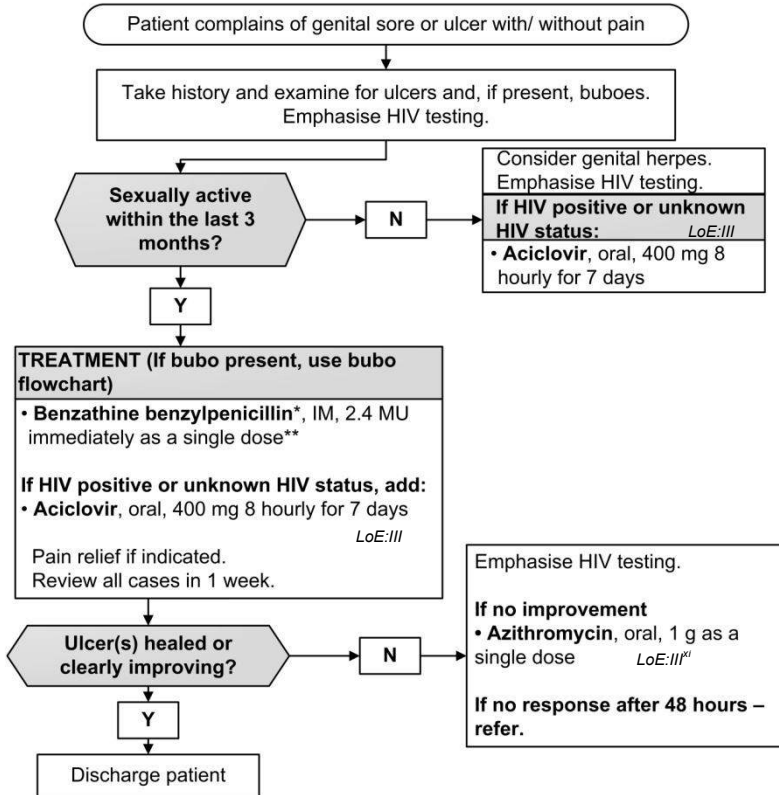 Patient complains of genital sore or ulcer with/ without pain
Take history and examine for ulcers and, if present, buboes.
Emphasise HIV testing.
Sexually active
within the last 3
months?
N
Consider genital herpes.
Emphasise HIV testing.
If HIV positive or unknown
HIV status: LoE:III
• Aciclovir, oral, 400 mg 8
hourly for 7 days
Y
TREATMENT (If bubo present, use bubo
flowchart)
• Benzathine benzylpenicillin*, IM, 2.4 MU
immediately as a single dose**
If HIV positive or unknown HIV status, add:
• Aciclovir, oral, 400 mg 8 hourly for 7 days
LoE:III
Pain relief if indicated.
Review all cases in 1 week.
Ulcer(s) healed or
clearly improving?
N
Emphasise HIV testing.
If no improvement
• Azithromycin, oral, 1 g as a
single dose LoE:IIIxi
If no response after 48 hours –
refer.
Y
Discharge patient